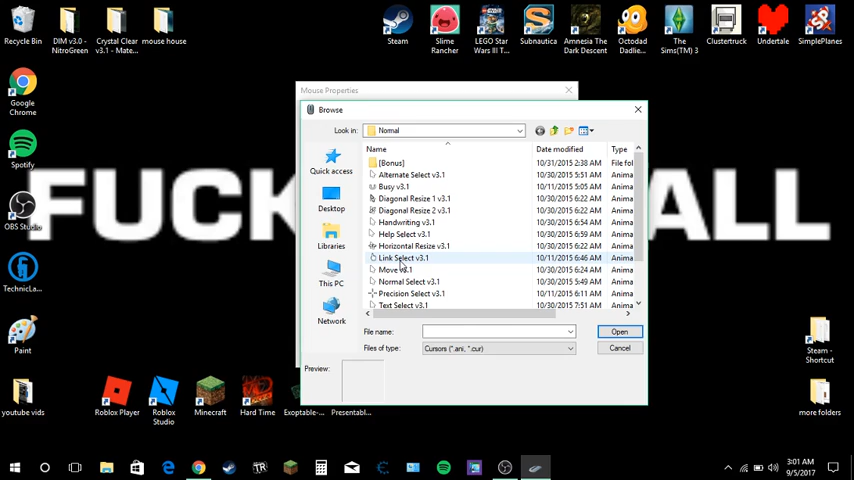 Recycle Bin
DIM v3.0 -
NitroGreen
Crystal Clear
v3.1 - Mate...
mouse house
Steam
Slime
Rancher
LEGO Star
Wars III T...
Subnautica
Amnesia The
Dark Descent
Octodad
Dadlie...
The
Sims(TM) 3
Clustertruck
Undertale
SimplePlanes
Google
Chrome
Spotify
OBS Studio
Paint
youtube vids
Mouse Properties
Browse
Look in:
Normal
Name
Date modified
Type
[Bonus]
10/31/2015 2:38 AM
File fol
Alternate Select v3.1
10/30/2015 5:51 AM
Anima
Busy v3.1
10/11/2015 5:05 AM
Anima
Diagonal Resize 1 v3.1
10/30/2015 6:22 AM
Anima
Diagonal Resize 2 v3.1
10/30/2015 6:22 AM
Anima
Handwriting v3.1
10/30/2015 6:54 AM
Anima
Help Select v3.1
10/30/2015 6:59 AM
Anima
Horizontal Resize v3.1
10/30/2015 6:22 AM
Anima
Link Select v3.1
10/11/2015 6:46 AM
Anima
Move v3.1
10/30/2015 6:24 AM
Anima
Normal Select v3.1
10/30/2015 5:49 AM
Anima
Precision Select v3.1
10/11/2015 6:11 AM
Anima
Text Select v3.1
10/30/2015 7:51 AM
Anima
Quick access
Desktop
Libraries
This PC
Network
File name:
Open
Files of type:
Cursors (*.ani, *.cur)
Cancel
Preview:
FUCK
ALL
Roblox Player
Roblox
Studio
Minecraft
Hard Time
Exoptable-...
Presentabl...
Steam -
Shortcut
more folders
3:01 AM
9/5/2017